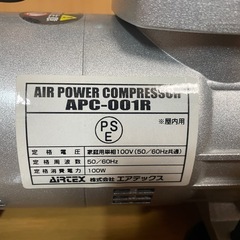 AIR POWER COMPRESSOR
APC-001R
PS
E
※屋内用
定格電圧 家庭用単相100V(50/60Hz共通)
定格周波数 50/60Hz
定格消費電力 100W
AIRTEX 株式会社 エアテックス